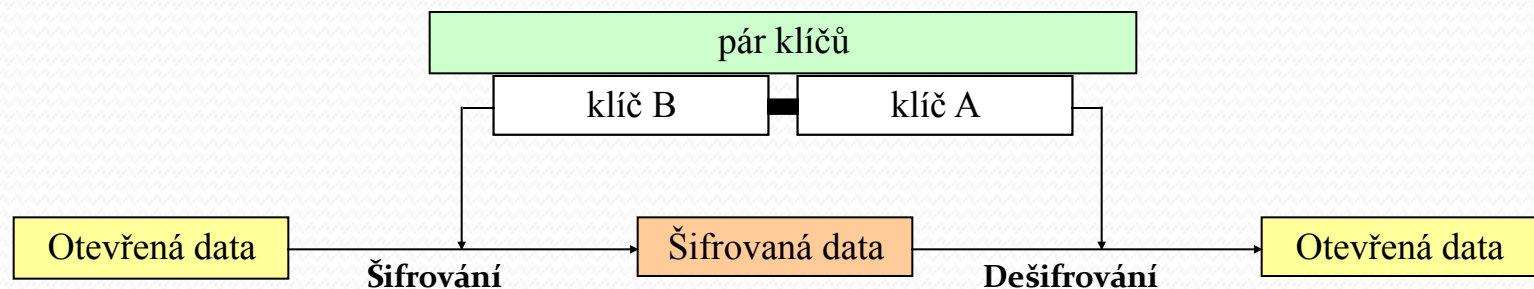 pár klíčů
klíč B
klíč A
Otevřená data
Šifrovaná data
Otevřená data
Šifrování
Dešifrování